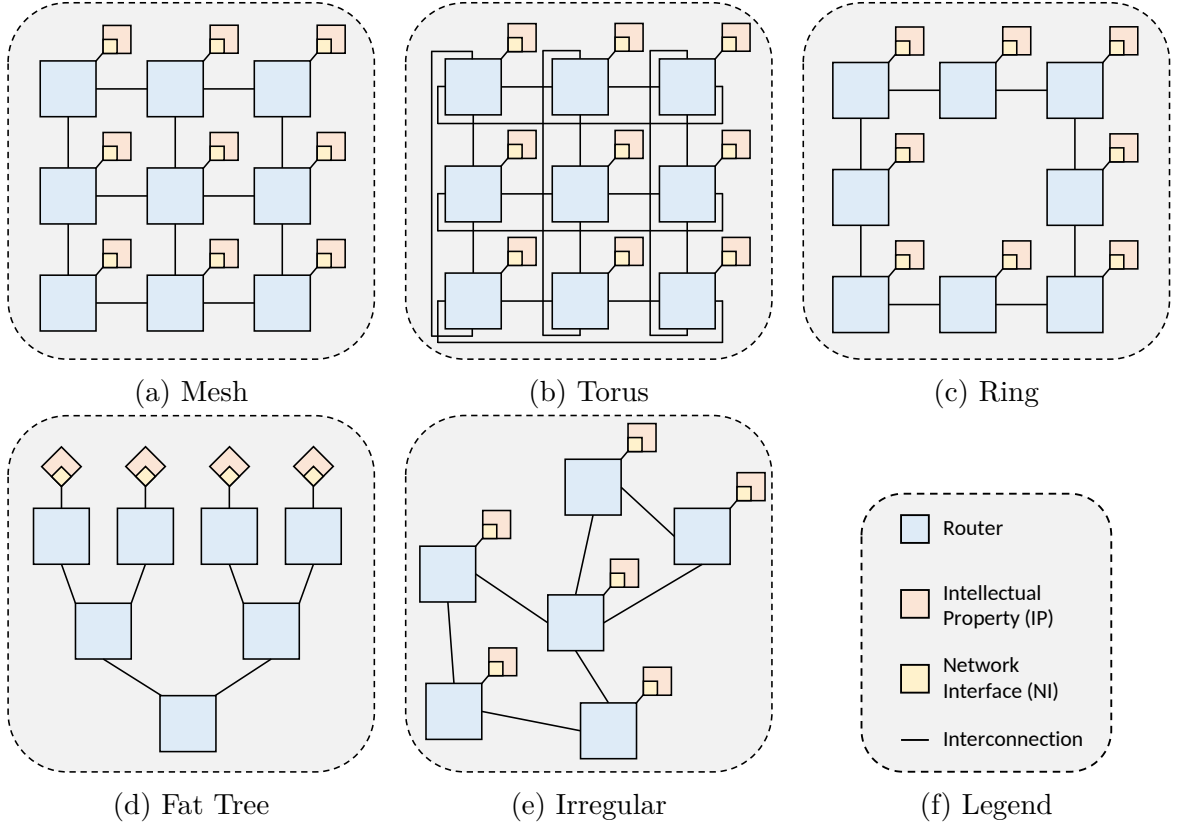 (a) Mesh
(b) Torus
(c) Ring
(d) Fat Tree
(e) Irregular
Router
Intellectual
Property (IP)
Network
Interface (NI)
Interconnection
(f) Legend